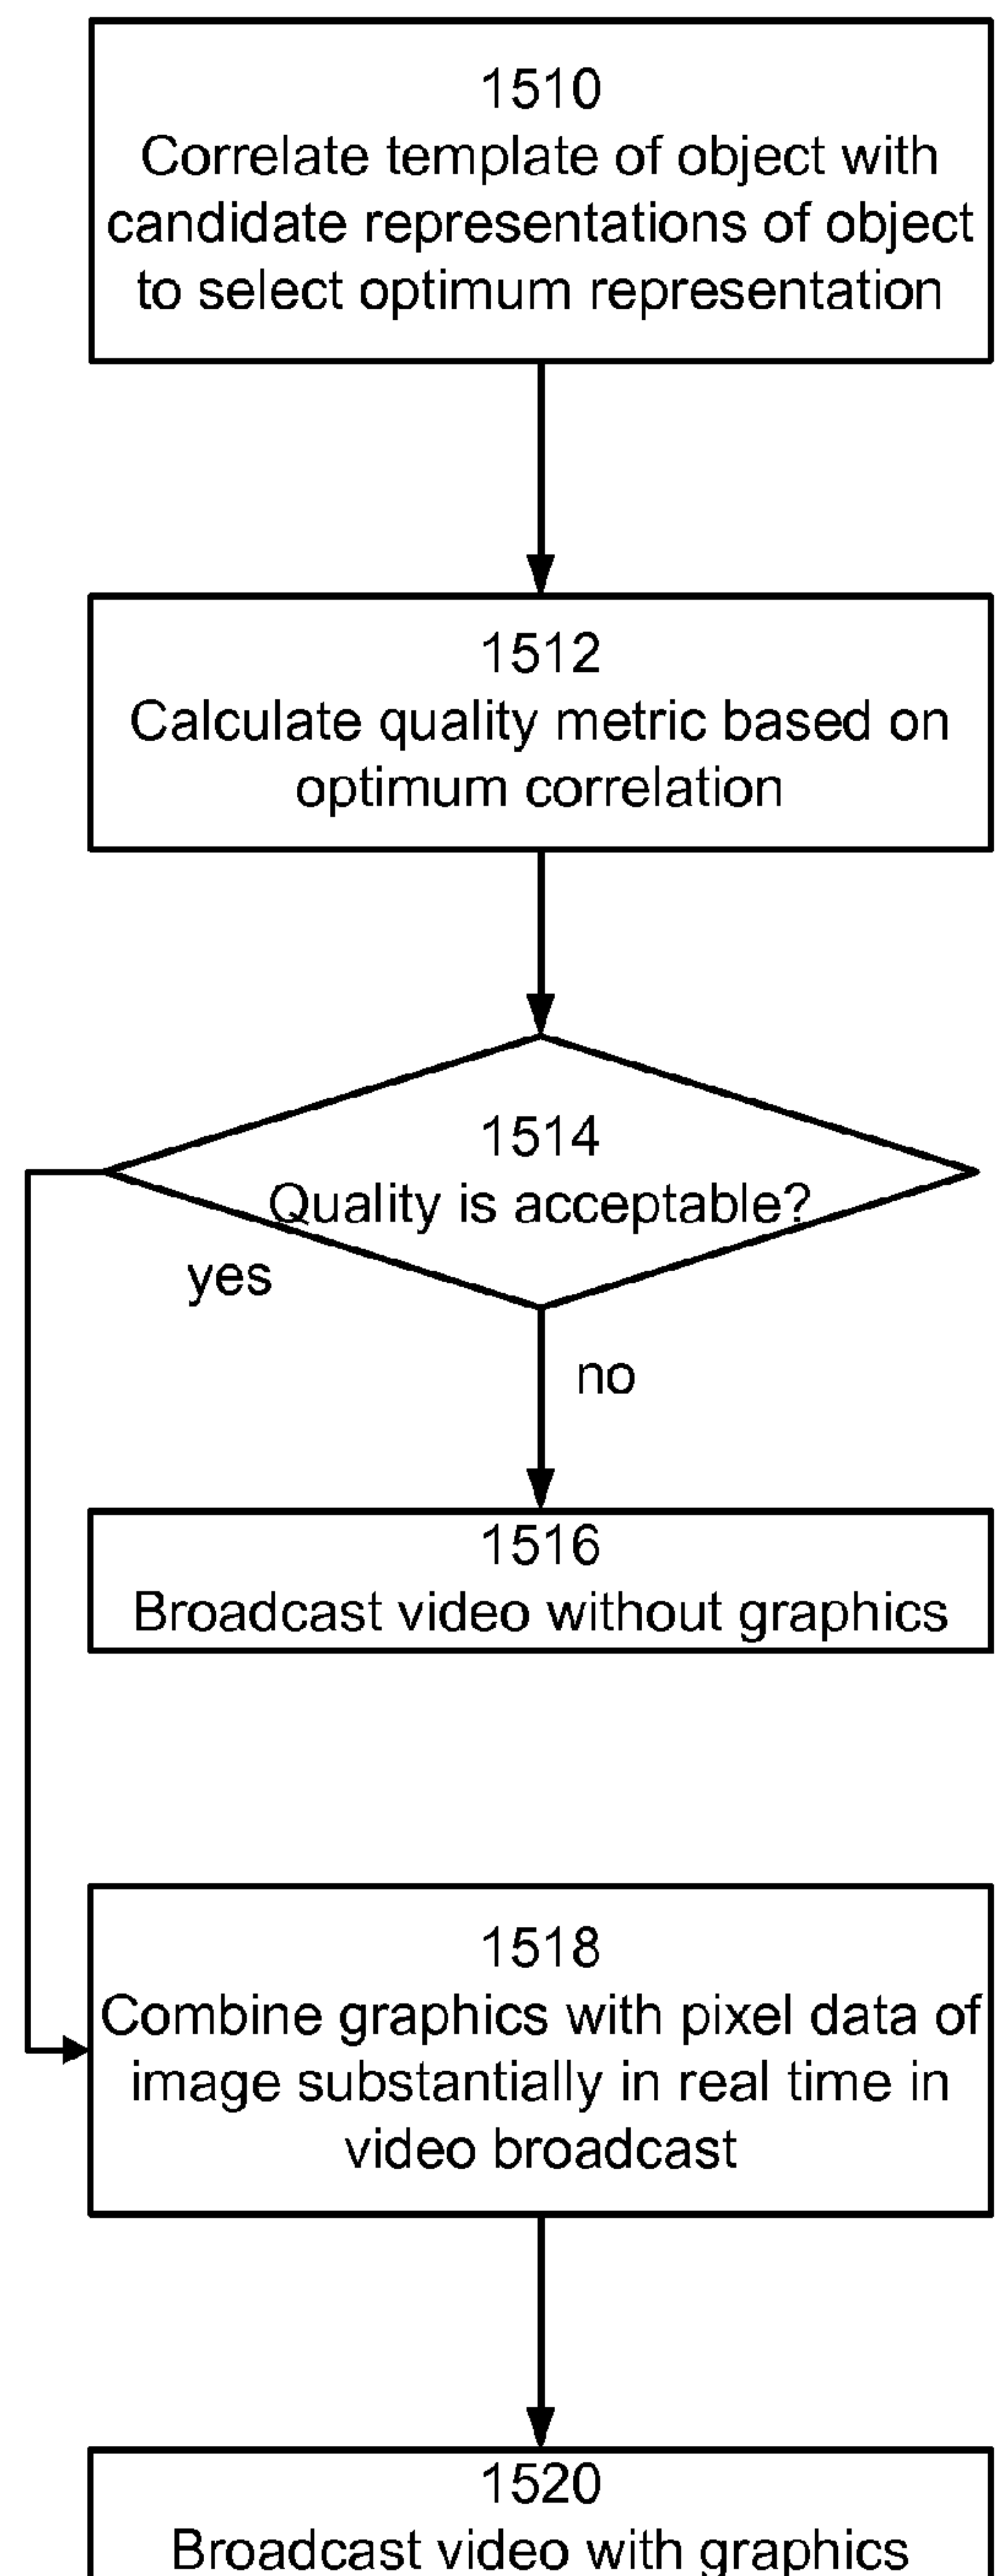 1510
Correlate template of object with
candidate representations of object
to select optimum representation
1512
Calculate quality metric based on
optimum correlation
1514
Quality is acceptable?
yes
no
1516
Broadcast video without graphics
1518
Combine graphics with pixel data of
image substantially in real time in
video broadcast
1520
Broadcast video with graphics